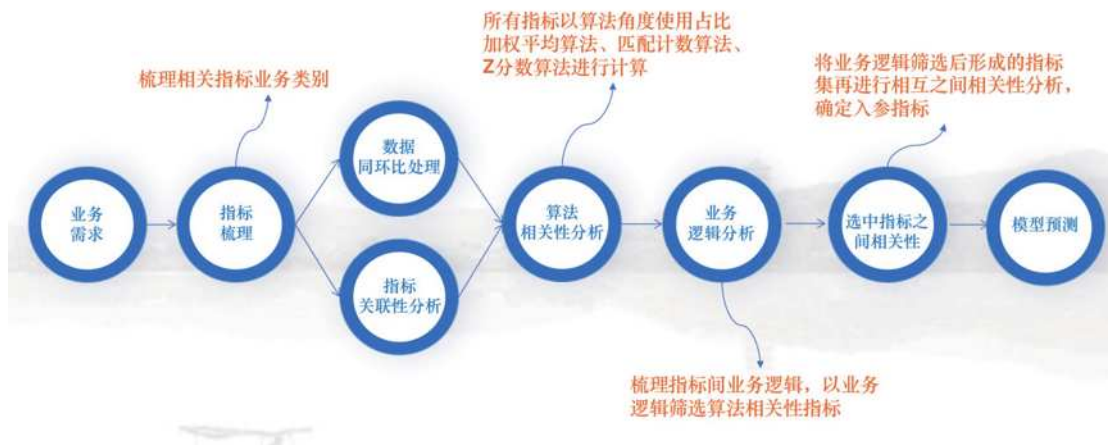 所有指标以算法角度使用占比
加权平均算法、匹配计数算法、
Z分数算法进行计算
梳理相关指标业务类别
将业务逻辑筛选后形成的指标
集再进行相互之间相关性分析,
确定入参指标
业务
需求
指标
梳理
数据
同环比处理
指标
关联性分析
算法
相关性分析
业务
逻辑分析
选中指标之
间相关性
模型预测
梳理指标间业务逻辑，以业务
逻辑筛选算法相关性指标